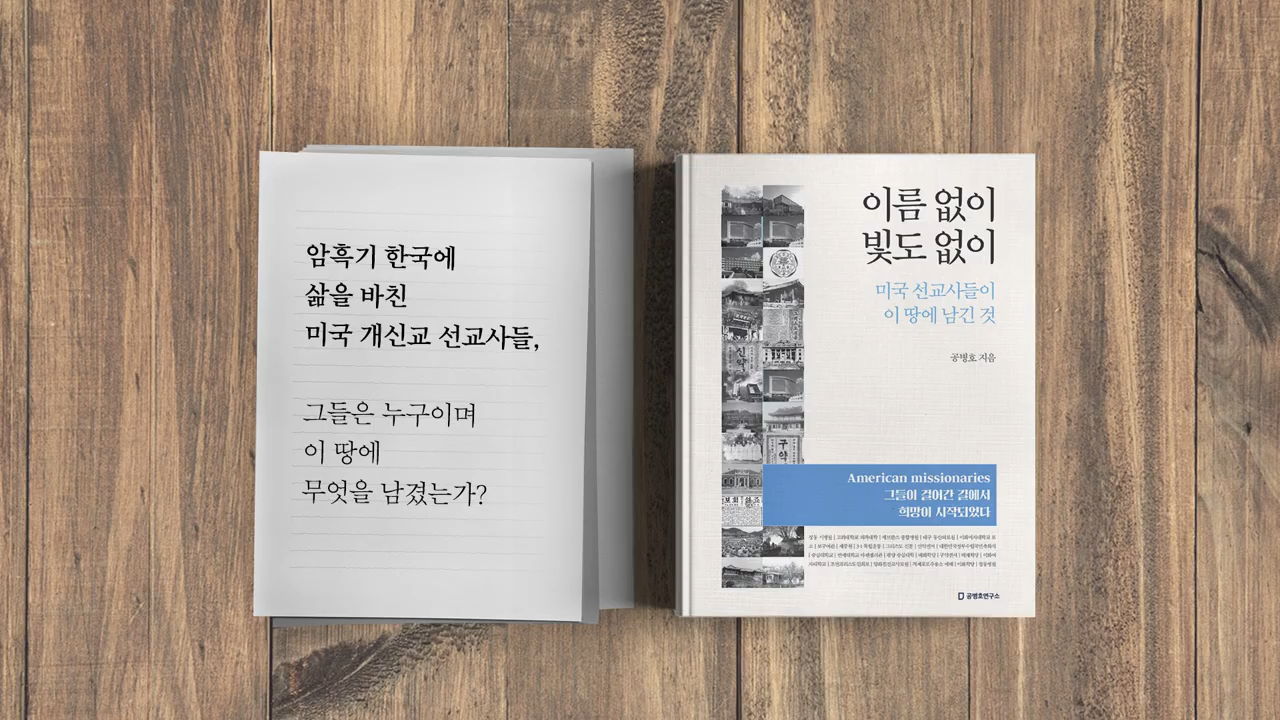 암흑기 한국에
삶을 바친
미국 개신교 선교사들,
그들은 누구이며
이 땅에
무엇을 남겼는가?
이름 없이
빛도 없이
미국 선교사들이
이 땅에 남긴 것
공병호 지음
신약
구약
American missionaries
그들이 걸어간 길에서
희망이 시작되었다
공병호연구소